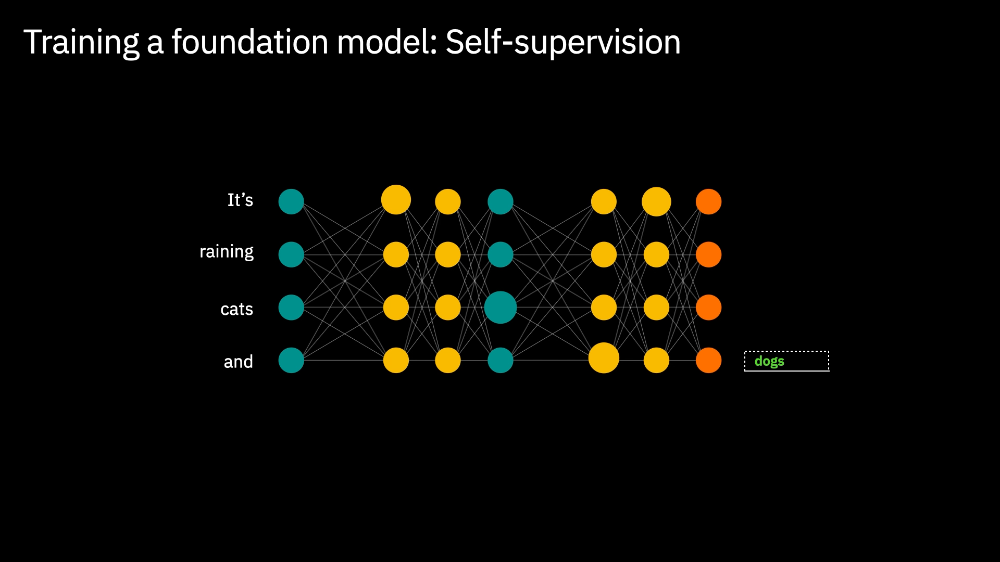 Training a foundation model: Self-supervision
It’s
raining
cats
and
dogs